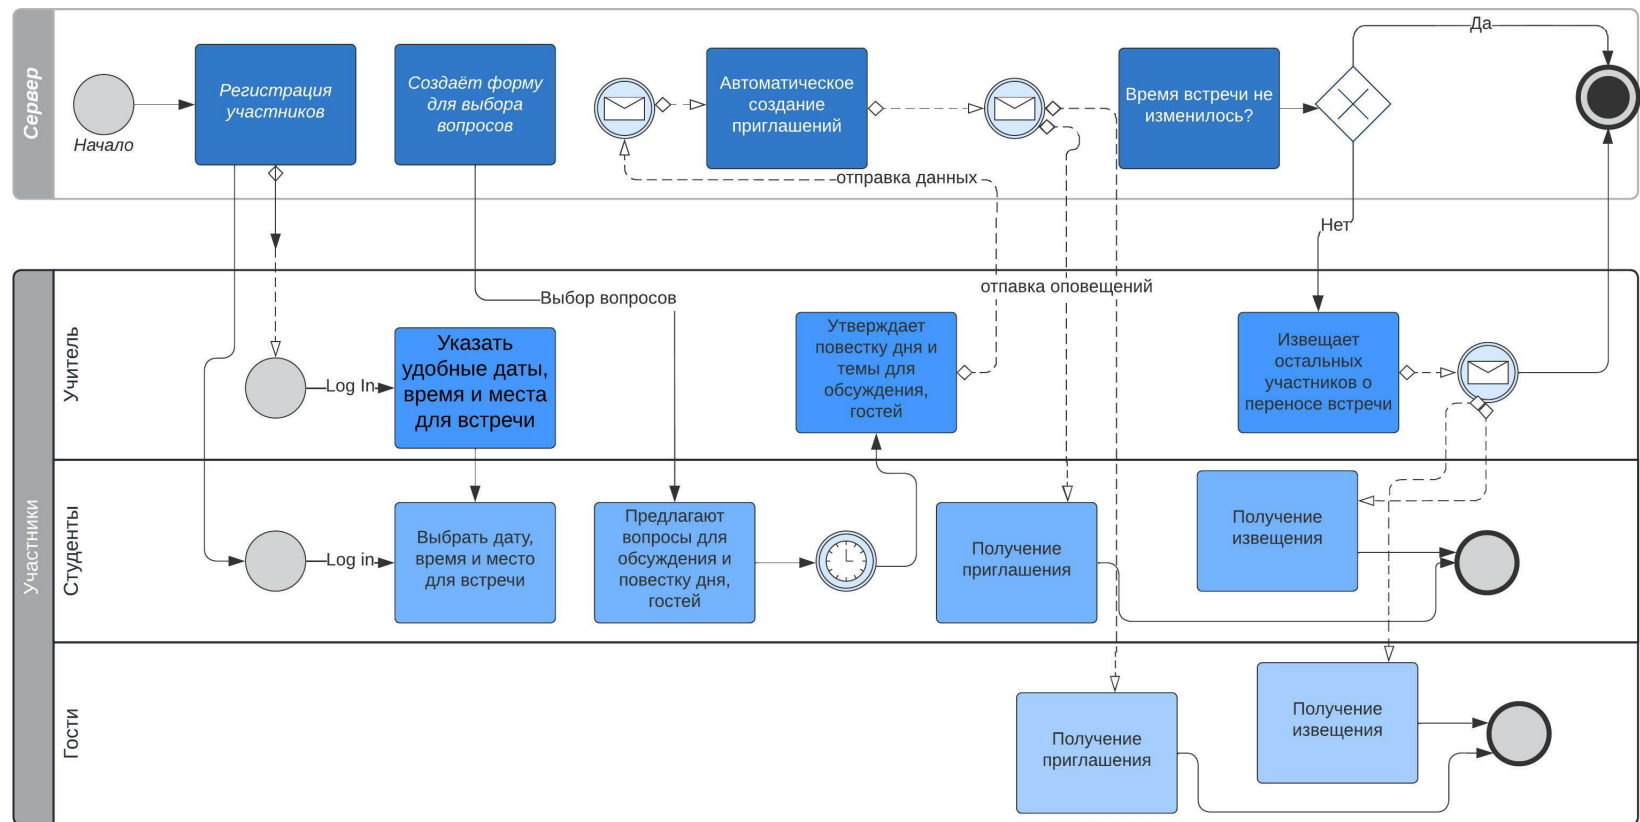 Сервер
Начало
Регистрация
участников
Создаёт форму
для выбора
вопросов
Автоматическое
создание
приглашений
Время встречи не
изменилось?
Да
отправка данных
Нет
Участники
Учитель
Выбор вопросов
отпавка оповещений
Log In
Указать
удобные даты,
время и места
для встречи
Утверждает
повестку дня и
темы для
обсуждения,
гостей
Извещает
остальных
участников о
переносе встречи
Студенты
Log in
Выбрать дату,
время и место
для встречи
Предлагают
вопросы для
обсуждения и
повестку дня,
гостей
Получение
приглашения
Получение
извещения
Гости
Получение
приглашения
Получение
извещения